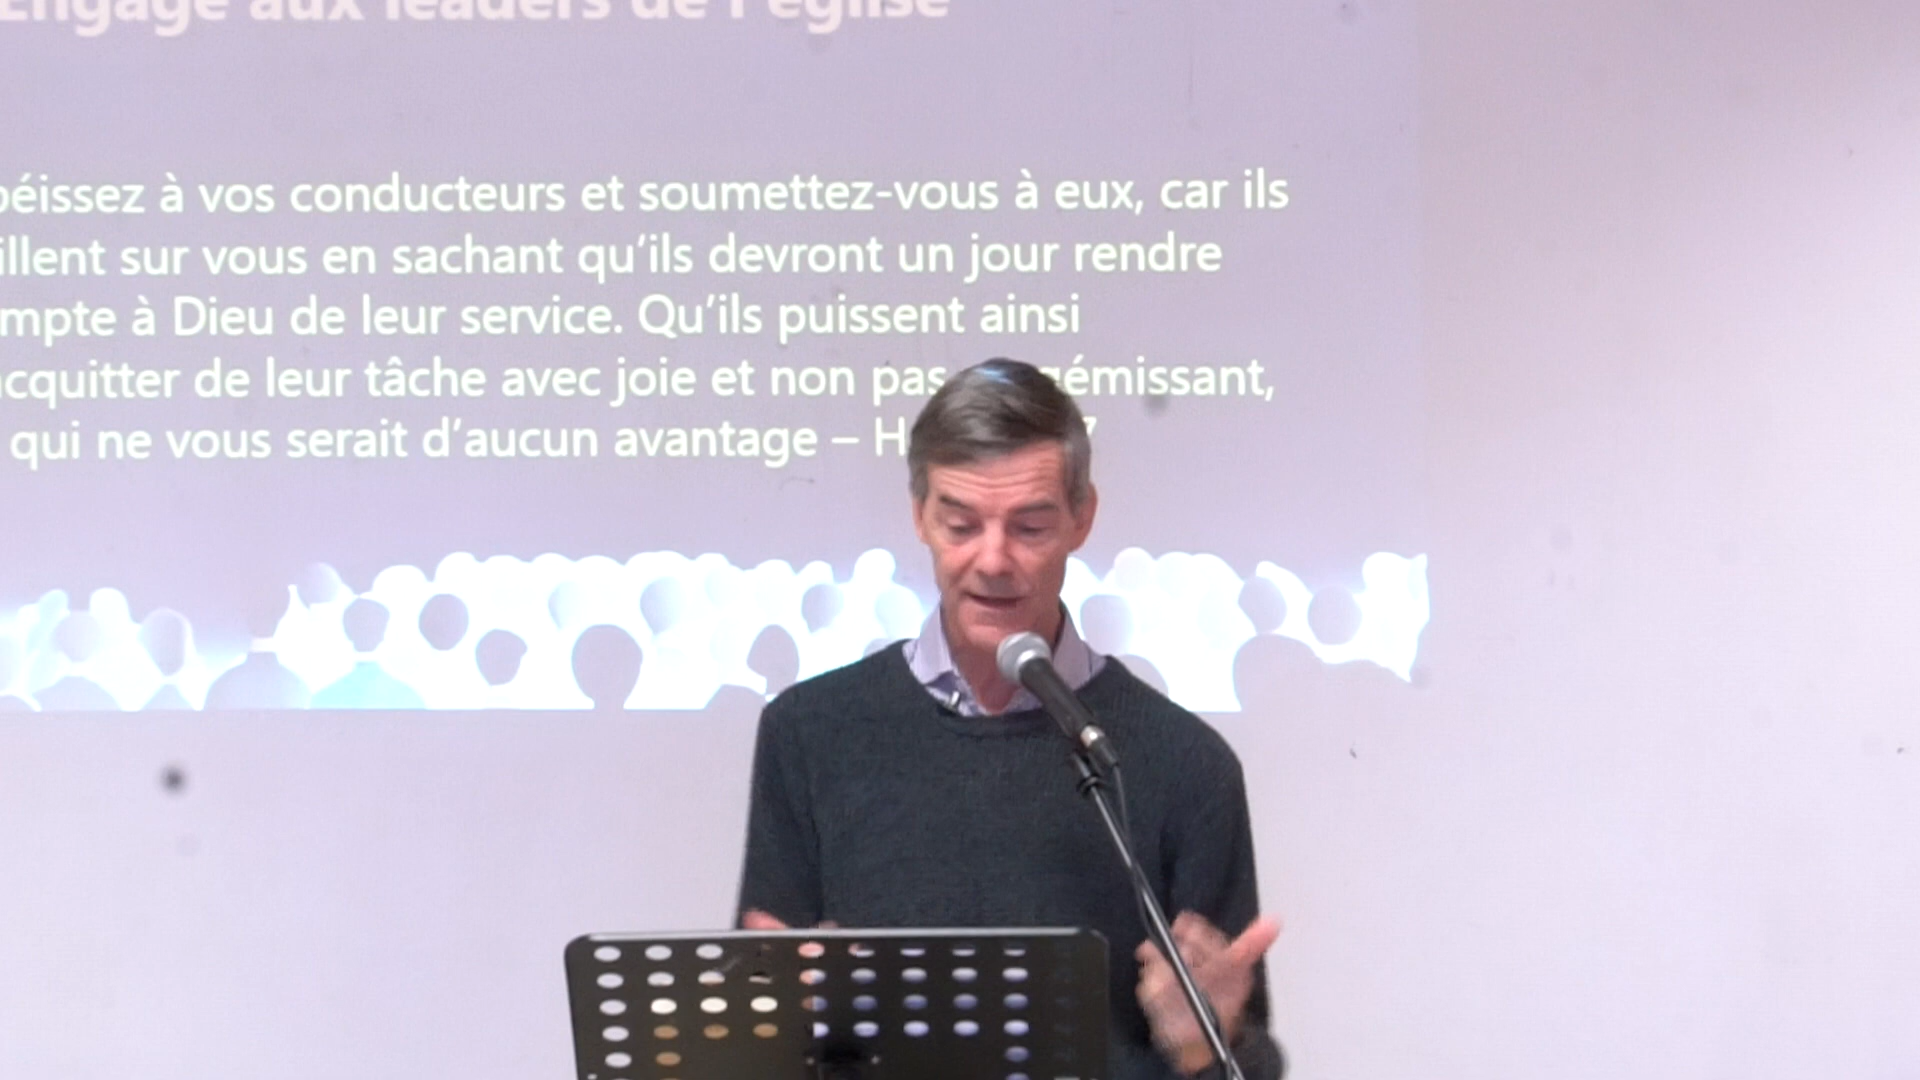 Engagé aux leaders de l'église
béissez à vos conducteurs et soumettez-vous à eux, car ils
illent sur vous en sachant qu'ils devront un jour rendre
mpte à Dieu de leur service. Qu'ils puissent ainsi
acquitter de leur tâche avec joie et non pas gémissant,
qui ne vous serait d'aucun avantage – H 7